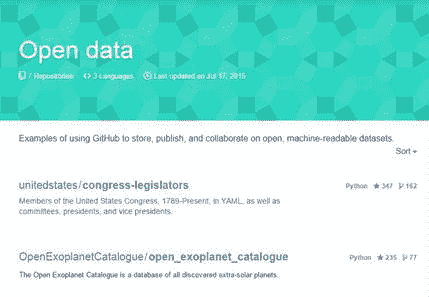 Open data
7 Repositories 3 Languages Last updated on Jul 17, 2015
Examples of using GitHub to store, publish, and collaborate on open, machine-readable datasets.
Sort
unitedstates/congress-legislators Python 347 162
Members of the United States Congress, 1789-Present, in YAML, as well as
committees, presidents, and vice presidents.
OpenExoplanetCatalogue/open_exoplanet_catalogue Python 235 77
The Open Exoplanet Catalogue is a database of all discovered extra-solar planets.